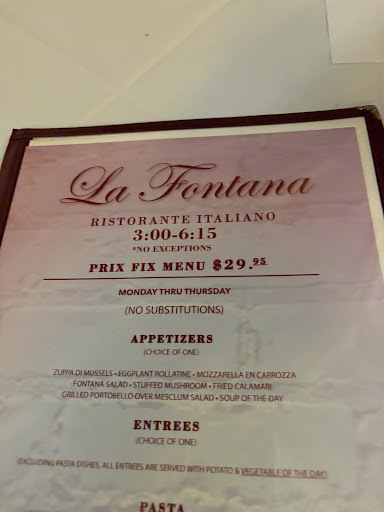 La Fontana
RISTORANTE ITALIANO
3:00-6:15
*NO EXCEPTIONS
PRIX FIX MENU $29.95
MONDAY THRU THURSDAY
(NO SUBSTITUTIONS)
APPETIZERS
(CHOICE OF ONE)
ZUPPA DI MUSSELS • EGGPLANT ROLLATINE • MOZZARELLA EN CARROZZA
FONTANA SALAD • STUFFED MUSHROOM • FRIED CALAMARI
GRILLED PORTOBELLO OVER MESCLUM SALAD • SOUP OF THE DAY
ENTREES
(CHOICE OF ONE)
(EXCLUDING PASTA DISHES, ALL ENTREES ARE SERVED WITH POTATO & VEGETABLE OF THE DAY)
PASTA